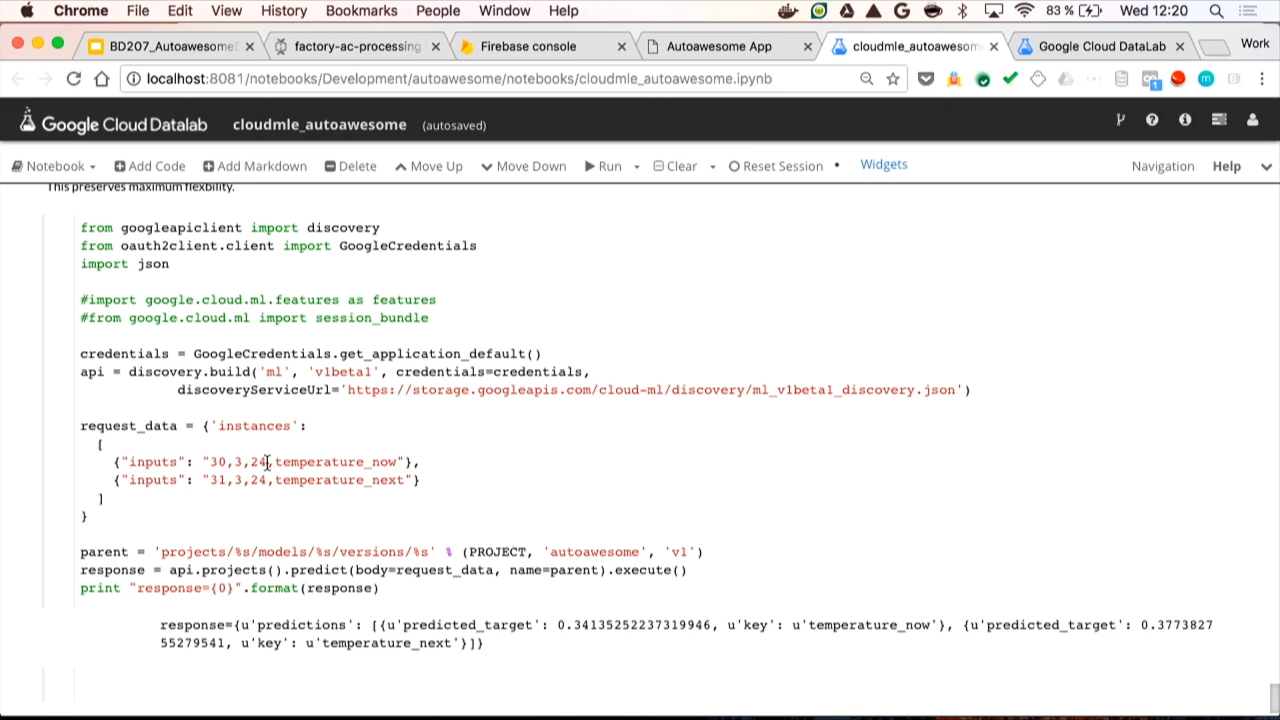 Chrome File Edit View History Bookmarks People Window Help 83 % Wed 12:20
BD207_AutoawesomeD factory-ac-processing Firebase console Autoawesome App cloudmle_autoawesom Google Cloud DataLab Work
localhost:8081/notebooks/Development/autoawesome/notebooks/cloudmle_autoawesome.ipynb
Google Cloud Datalab cloudmle_autoawesome (autosaved)
Notebook Add Code Add Markdown Delete Move Up Move Down Run Clear Reset Session Widgets Navigation Help
This preserves maximum flexbility.
from googleapiclient import discovery
from oauth2client.client import GoogleCredentials
import json
#import google.cloud.ml.features as features
#from google.cloud.ml import session_bundle
credentials = GoogleCredentials.get_application_default()
api = discovery.build('ml', 'v1beta1', credentials=credentials,
discoveryServiceUrl='https://storage.googleapis.com/cloud-ml/discovery/ml_v1beta1_discovery.json')
request_data = {'instances':
[
{"inputs": "30,3,24,temperature_now"},
{"inputs": "31,3,24,temperature_next"}
]
}
parent = 'projects/%s/models/%s/versions/%s' % (PROJECT, 'autoawesome', 'v1')
response = api.projects().predict(body=request_data, name=parent).execute()
print "response={0}".format(response)
response={u'predictions': [{u'predicted_target': 0.34135252237319946, u'key': u'temperature_now'}, {u'predicted_target': 0.3773827
55279541, u'key': u'temperature_next'}]}